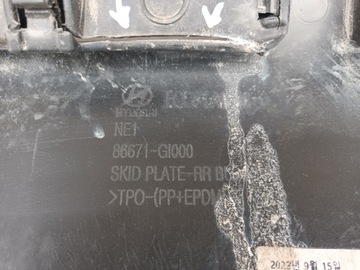 HYUNDAI
NE1
86671-GI000
SKID PLATE-RR
>TPO-(PP+EPDM
2022년 9월 15일